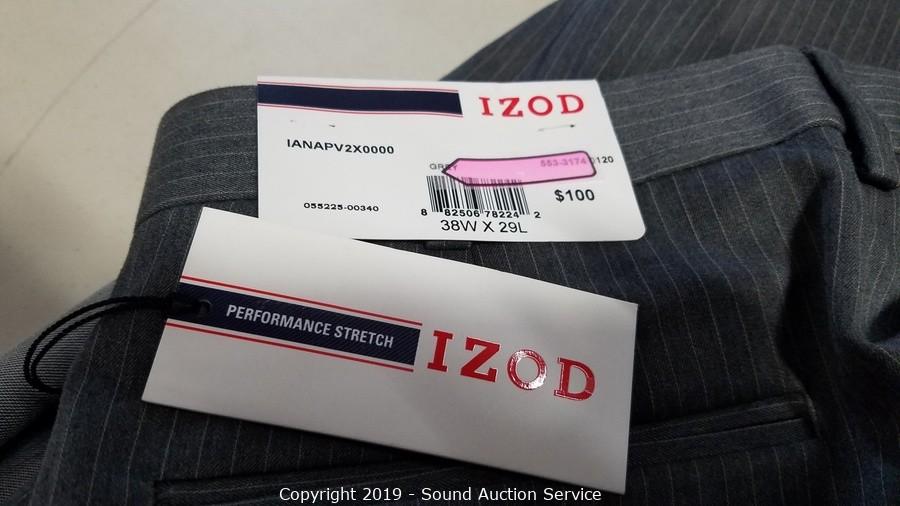 IZOD
IANAPV2X0000
GREY 553-3174 0120
$100
055225-00340
8 82506 78224 2
38W X 29L
PERFORMANCE STRETCH
IZOD
Copyright 2019 - Sound Auction Service